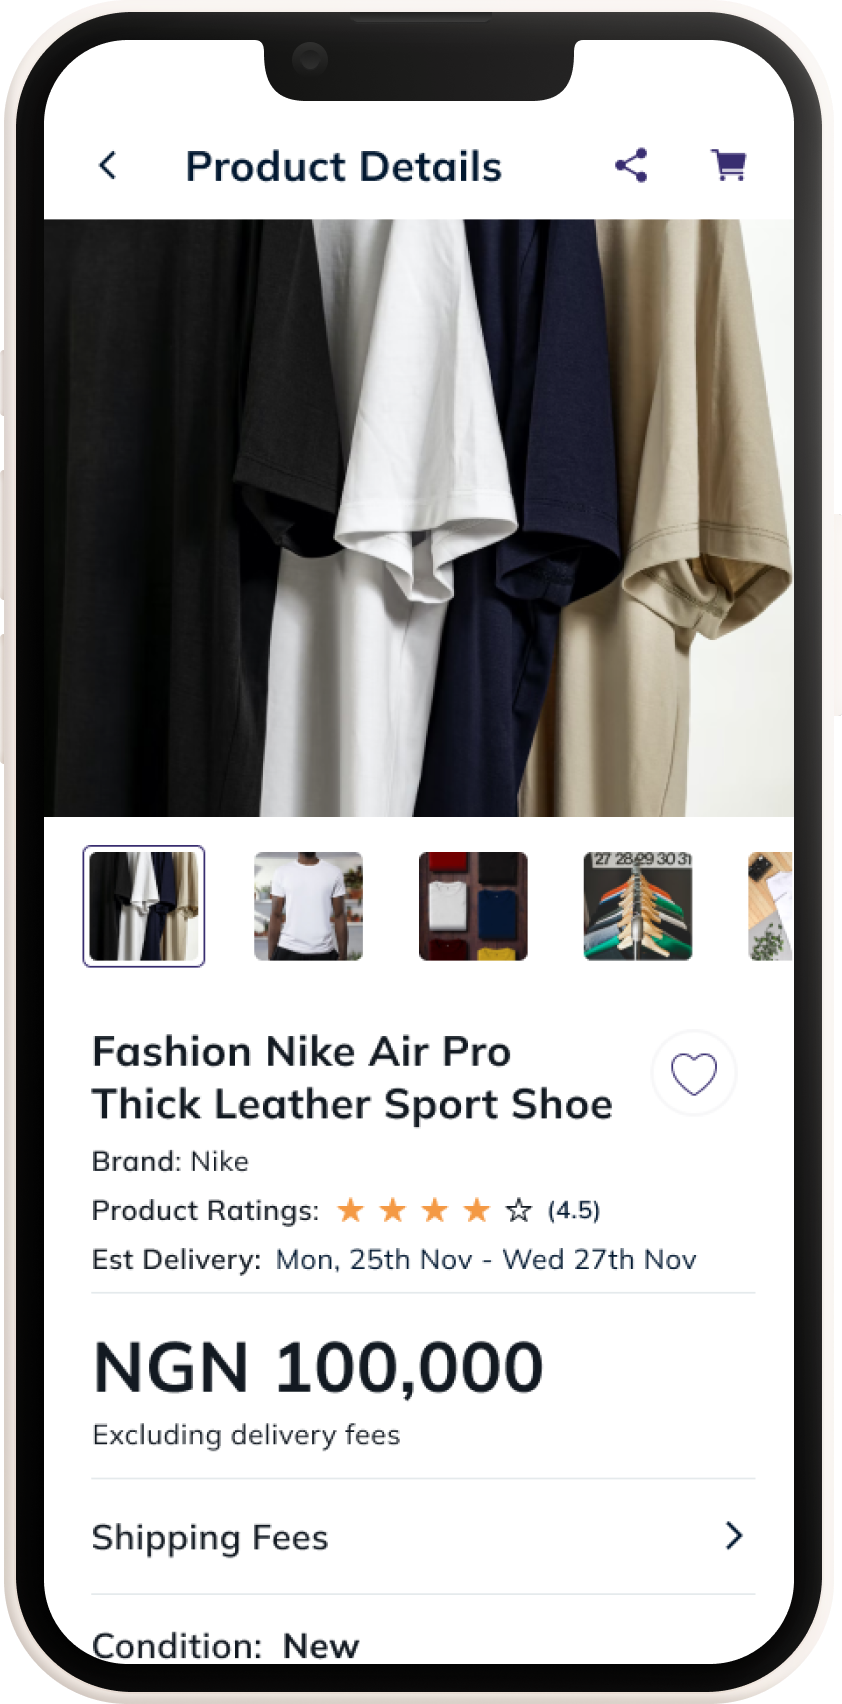 Product Details
27 28 29 30 31
Fashion Nike Air Pro
Thick Leather Sport Shoe
Brand: Nike
Product Ratings: (4.5)
Est Delivery: Mon, 25th Nov - Wed 27th Nov
NGN 100,000
Excluding delivery fees
Shipping Fees
Condition: New